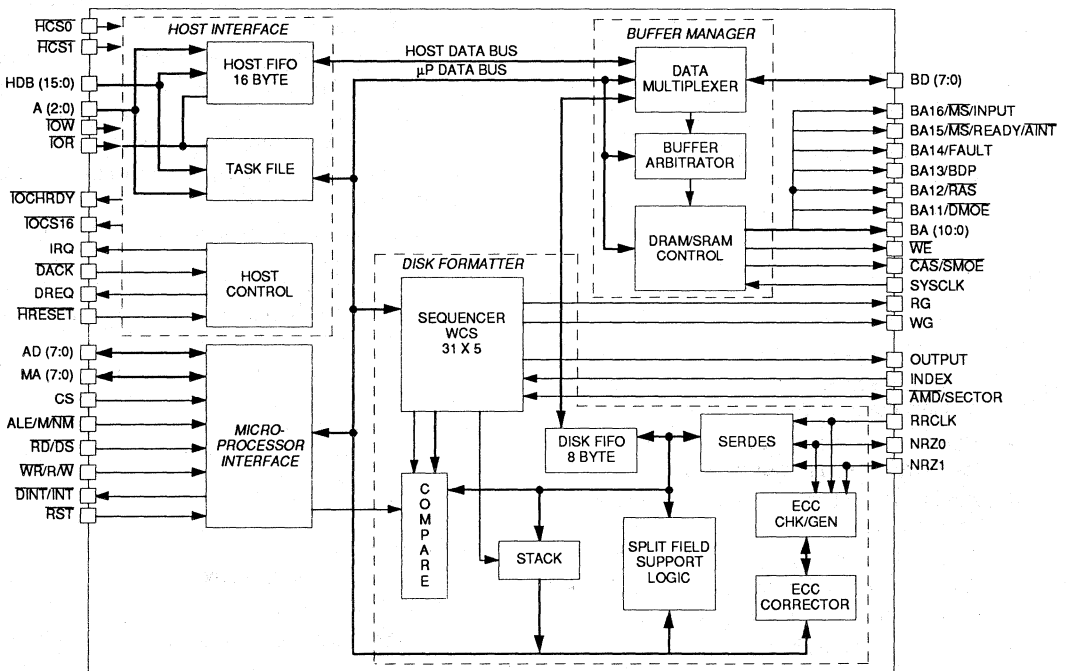 HCS0
HCS1
HDB (15:0)
A (2:0)
IOW
IOR
IOCHRDY
IOCS16
IRQ
DACK
DREQ
HRESET
AD (7:0)
MA (7:0)
CS
ALE/M/NM
RD/DS
WR/R/W
DINT/INT
RST
HOST INTERFACE
HOST FIFO
16 BYTE
TASK FILE
HOST
CONTROL
MICRO-
PROCESSOR
INTERFACE
HOST DATA BUS
µP DATA BUS
BUFFER MANAGER
DATA
MULTIPLEXER
BUFFER
ARBITRATOR
DRAM/SRAM
CONTROL
DISK FORMATTER
SEQUENCER
WCS
31 X 5
DISK FIFO
8 BYTE
SERDES
COMPARE
STACK
SPLIT FIELD
SUPPORT
LOGIC
ECC
CHK/GEN
ECC
CORRECTOR
BD (7:0)
BA16/MS/INPUT
BA15/MS/READY/AINT
BA14/FAULT
BA13/BDP
BA12/RAS
BA11/DMOE
BA (10:0)
WE
CAS/SMOE
SYSCLK
RG
WG
OUTPUT
INDEX
AMD/SECTOR
RRCLK
NRZ0
NRZ1